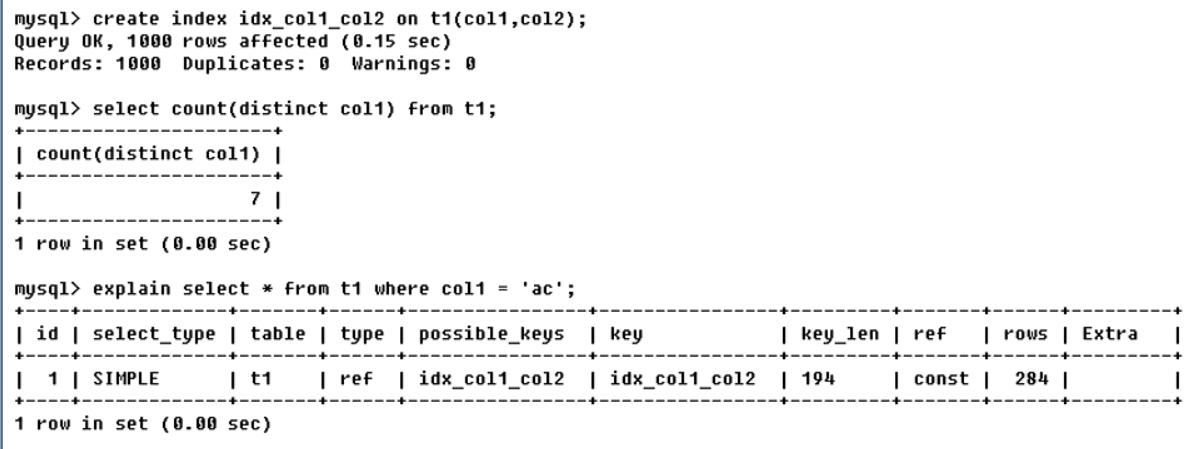 mysql> create index idx_col1_col2 on t1(col1,col2);
Query OK, 1000 rows affected (0.15 sec)
Records: 1000  Duplicates: 0  Warnings: 0
mysql> select count(distinct col1) from t1;
+----------------------+
| count(distinct col1) |
+----------------------+
|                    7 |
+----------------------+
1 row in set (0.00 sec)
mysql> explain select * from t1 where col1 = 'ac';
+----+-------------+-------+------+---------------+---------------+---------+-------+------+-------+
| id | select_type | table | type | possible_keys | key           | key_len | ref   | rows | Extra |
+----+-------------+-------+------+---------------+---------------+---------+-------+------+-------+
|  1 | SIMPLE      | t1    | ref  | idx_col1_col2 | idx_col1_col2 | 194     | const |  284 |       |
+----+-------------+-------+------+---------------+---------------+---------+-------+------+-------+
1 row in set (0.00 sec)